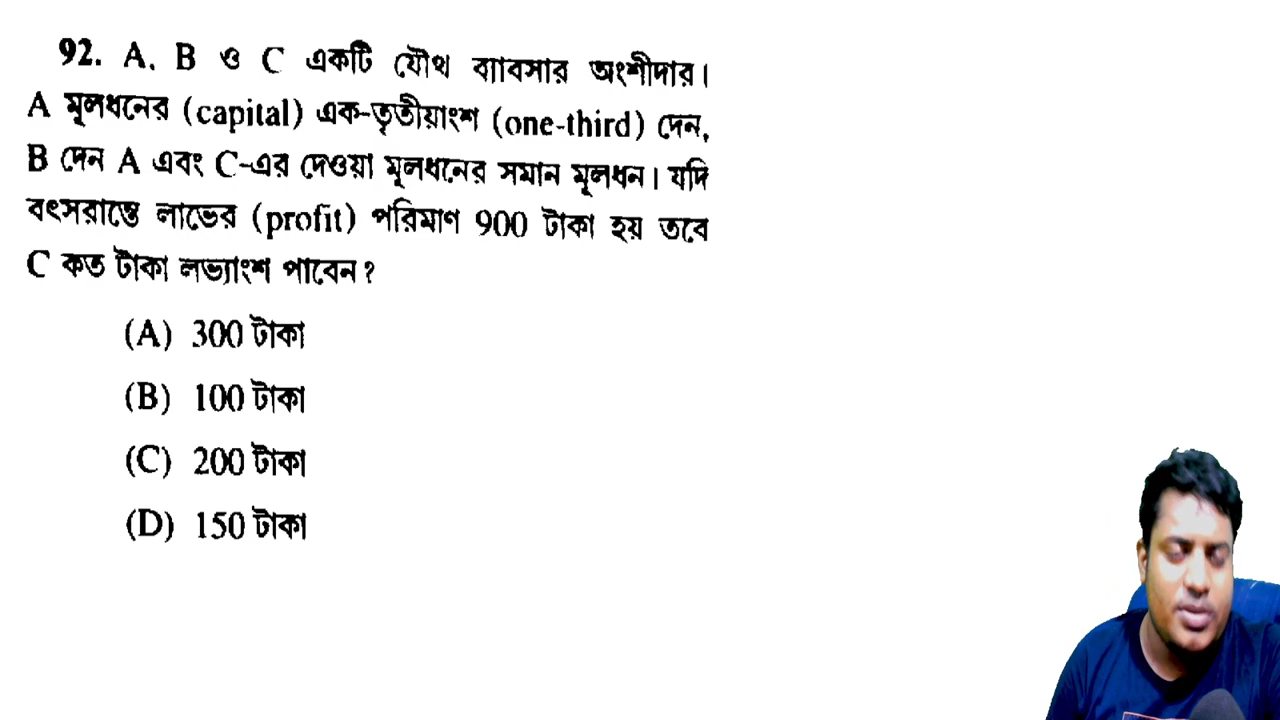 92. A. B ও C একটি যৌথ ব্যাবসার অংশীদার।
A মূলধনের (capital) এক-তৃতীয়াংশ (one-third) দেন,
B দেন A এবং C-এর দেওয়া মূলধনের সমান মূলধন। যদি
বৎসরান্তে লাভের (profit) পরিমাণ 900 টাকা হয় তবে
C কত টাকা লভ্যাংশ পাবেন?
(A) 300 টাকা
(B) 100 টাকা
(C) 200 টাকা
(D) 150 টাকা